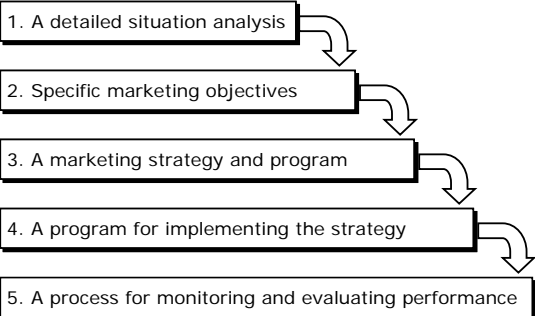 1. A detailed situation analysis
2. Specific marketing objectives
3. A marketing strategy and program
4. A program for implementing the strategy
5. A process for monitoring and evaluating performance